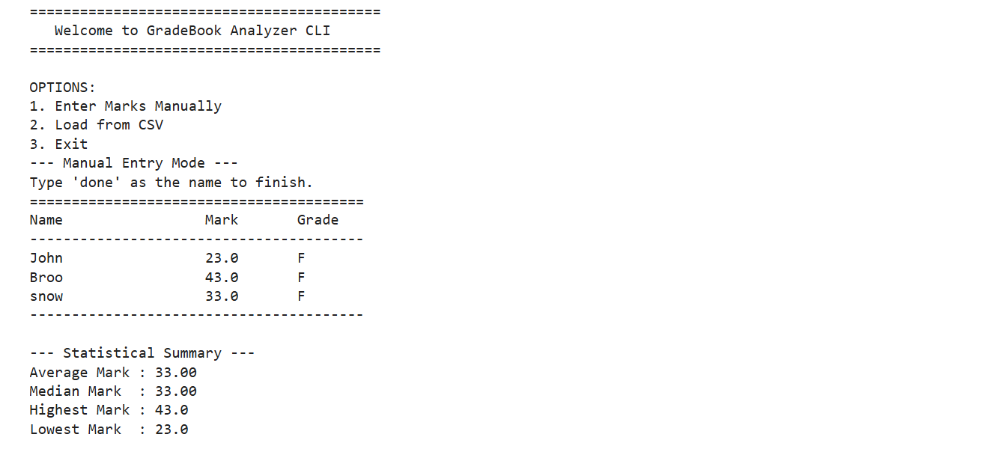 ==========================================
   Welcome to GradeBook Analyzer CLI
==========================================

OPTIONS:
1. Enter Marks Manually
2. Load from CSV
3. Exit
--- Manual Entry Mode ---
Type 'done' as the name to finish.
========================================
Name                 Mark       Grade
----------------------------------------
John                 23.0       F
Broo                 43.0       F
snow                 33.0       F
----------------------------------------

--- Statistical Summary ---
Average Mark : 33.00
Median Mark  : 33.00
Highest Mark : 43.0
Lowest Mark  : 23.0